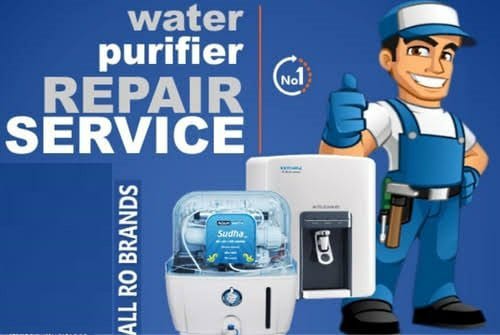 water
purifier
REPAIR
SERVICE
No1
ALL RO BRANDS
Sudha